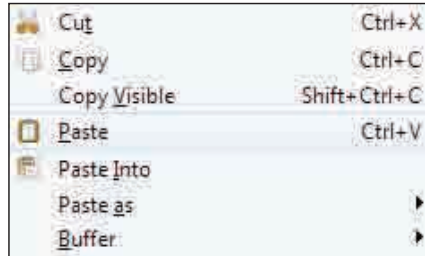 Cut Ctrl+X
Copy Ctrl+C
Copy Visible Shift+Ctrl+C
Paste Ctrl+V
Paste Into
Paste as
Buffer